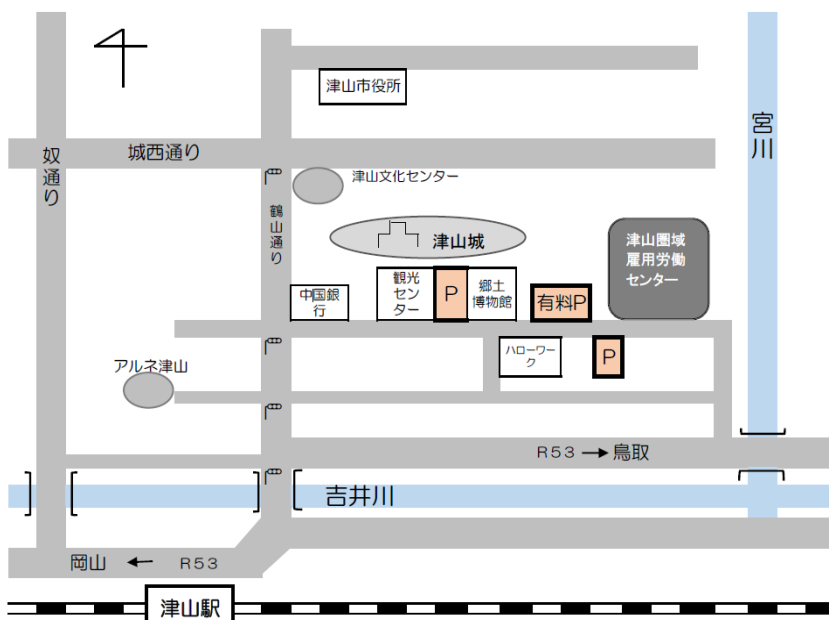 津山市役所
奴通り
城西通り
宮川
津山文化センター
鶴山通り
津山城
津山圏域
雇用労働
センター
中国銀
行
観光
セン
ター
P
郷土
博物館
有料P
ハローワー
ク
P
アルネ津山
R53 → 鳥取
吉井川
岡山 ← R53
津山駅